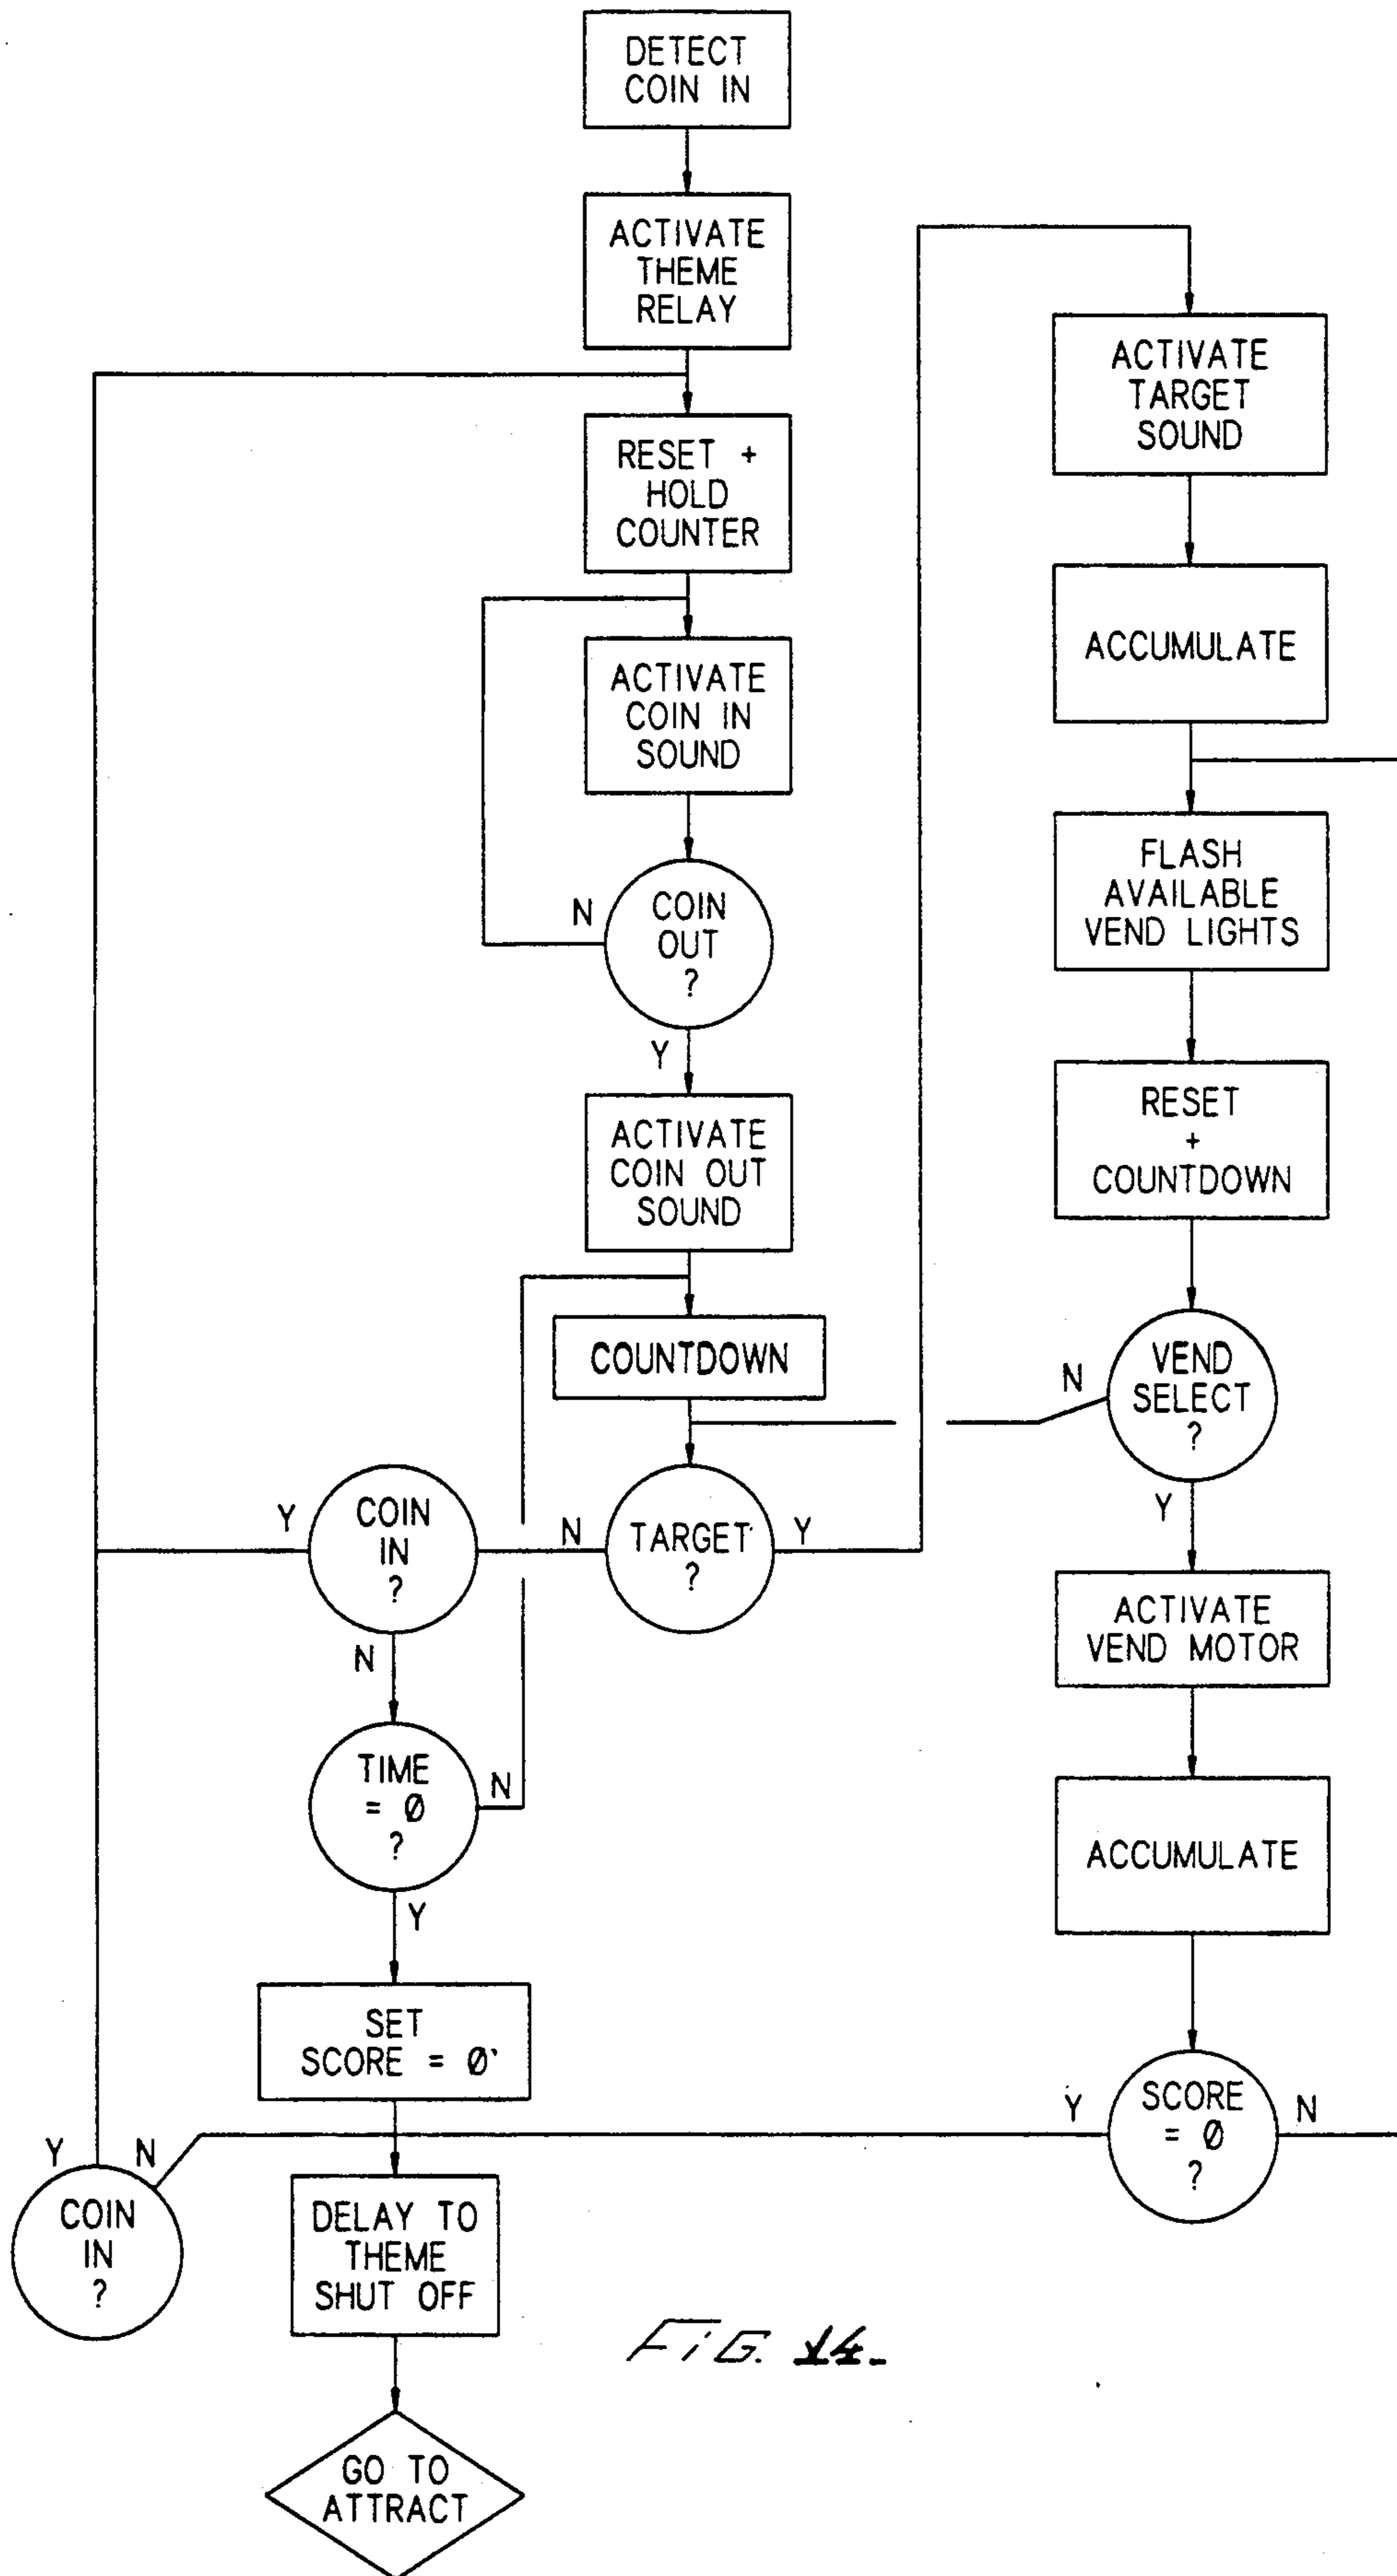 DETECT
COIN IN
ACTIVATE
THEME
RELAY
RESET +
HOLD
COUNTER
ACTIVATE
COIN IN
SOUND
N
COIN
OUT
?
Y
ACTIVATE
COIN OUT
SOUND
COUNTDOWN
TARGET
?
N
Y
COIN
IN
?
Y
N
TIME
= Ø
?
N
Y
SET
SCORE = Ø
DELAY TO
THEME
SHUT OFF
GO TO
ATTRACT
Y
N
COIN
IN
?
ACTIVATE
TARGET
SOUND
ACCUMULATE
FLASH
AVAILABLE
VEND LIGHTS
RESET
+
COUNTDOWN
N
VEND
SELECT
?
Y
ACTIVATE
VEND MOTOR
ACCUMULATE
Y
SCORE
= Ø
?
N
FIG. 14.